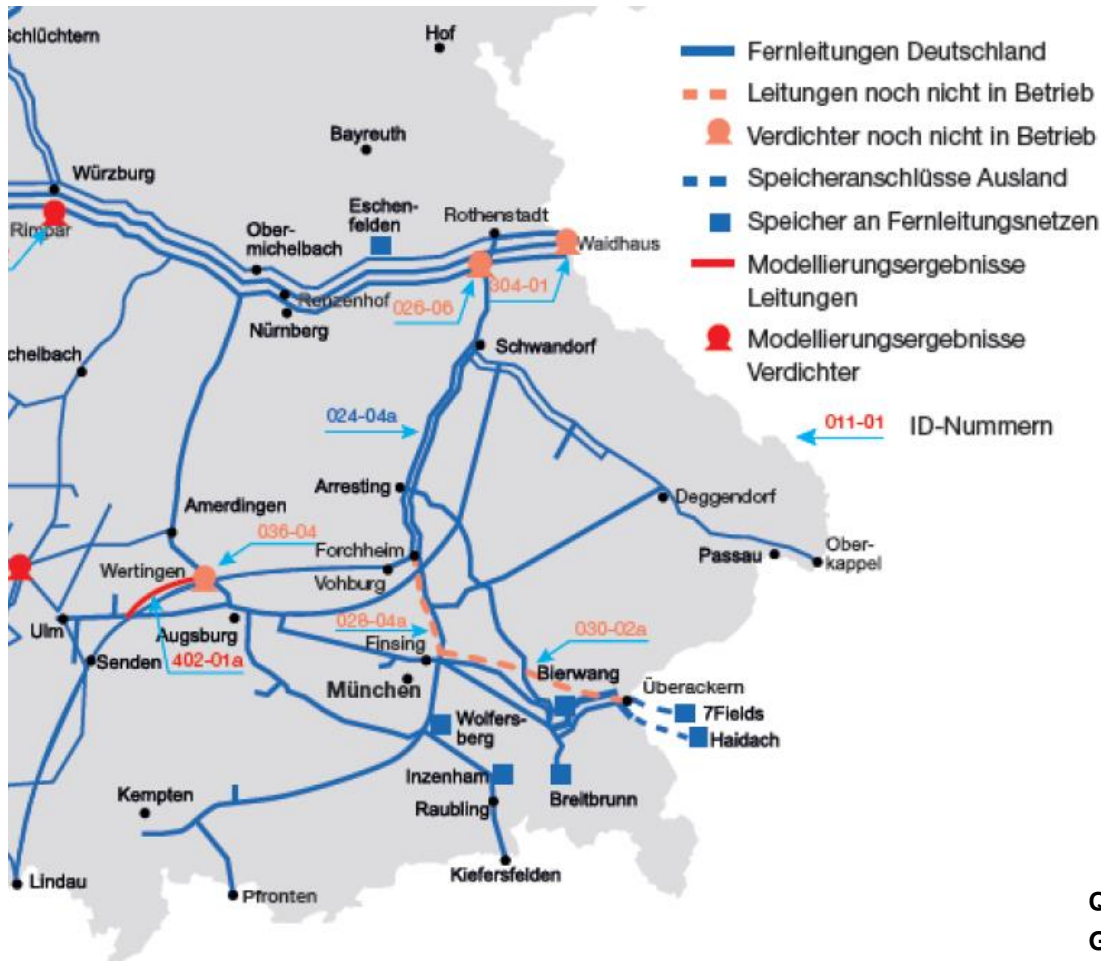 Schlüchtern
Hof
Fernleitungen Deutschland
Leitungen noch nicht in Betrieb
Bayreuth
Verdichter noch nicht in Betrieb
Würzburg
Speicheranschlüsse Ausland
Eschen-
felden
Rothenstadt
Speicher an Fernleitungsnetzen
Rimpar
Ober-
michelbach
Waidhaus
Modellierungsergebnisse
Leitungen
Renzenhof
026-06
304-01
Nürnberg
Schwandorf
Modellierungsergebnisse
Verdichter
chelbach
024-04a
011-01
ID-Nummern
Arresting
Deggendorf
Amerdingen
036-04
Forchheim
Passau
Ober-
kappel
Wertingen
Vohburg
Ulm
Augsburg
028-04a
030-02a
Finsing
Senden
402-01a
Bierwang
München
Überackern
7Fields
Wolfers-
berg
Haidach
Inzenham
Kempten
Raubling
Breitbrunn
Kiefersfelden
Lindau
Pfronten
Q
G